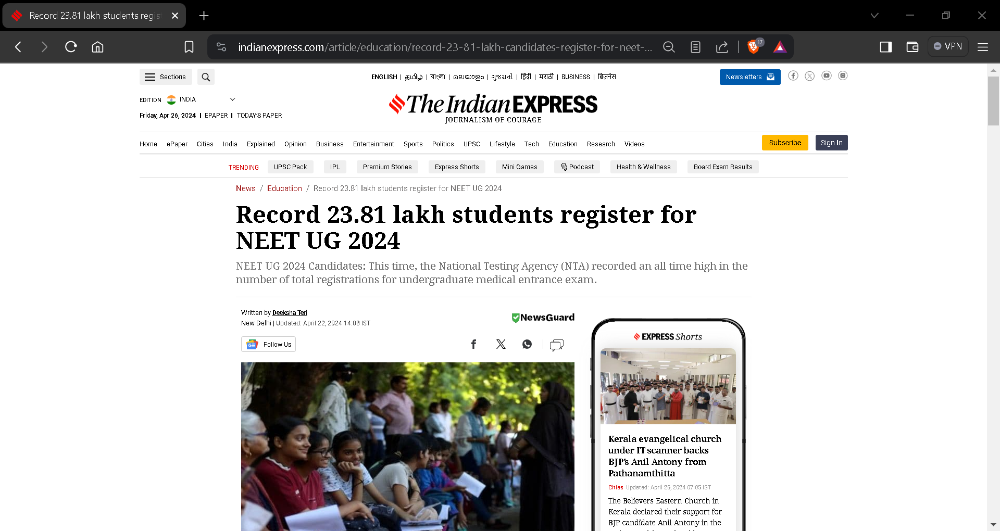 Record 23.81 lakh students regis
indianexpress.com/article/education/record-23-81-lakh-candidates-register-for-neet-...
17
VPN
Sections
ENGLISH | தமிழ் | বাংলা | മലയാളം | ગુજરાતી | हिंदी | मराठी | BUSINESS | बिज़नेस
Newsletters
EDITION INDIA
The Indian EXPRESS
JOURNALISM OF COURAGE
Friday, Apr 26, 2024 | EPAPER | TODAY'S PAPER
Home ePaper Cities India Explained Opinion Business Entertainment Sports Politics UPSC Lifestyle Tech Education Research Videos
Subscribe Sign In
TRENDING UPSC Pack IPL Premium Stories Express Shorts Mini Games Podcast Health & Wellness Board Exam Results
News / Education / Record 23.81 lakh students register for NEET UG 2024
Record 23.81 lakh students register for
NEET UG 2024
NEET UG 2024 Candidates: This time, the National Testing Agency (NTA) recorded an all time high in the
number of total registrations for undergraduate medical entrance exam.
Written by Deeksha Teri
New Delhi | Updated: April 22, 2024 14:08 IST
NewsGuard
GE Follow Us
EXPRESS Shorts
Kerala evangelical church
under IT scanner backs
BJP's Anil Antony from
Pathanamthitta
Cities Updated: April 26, 2024 07:05 IST
The Believers Eastern Church in
Kerala declared their support for
BJP candidate Anil Antony in the